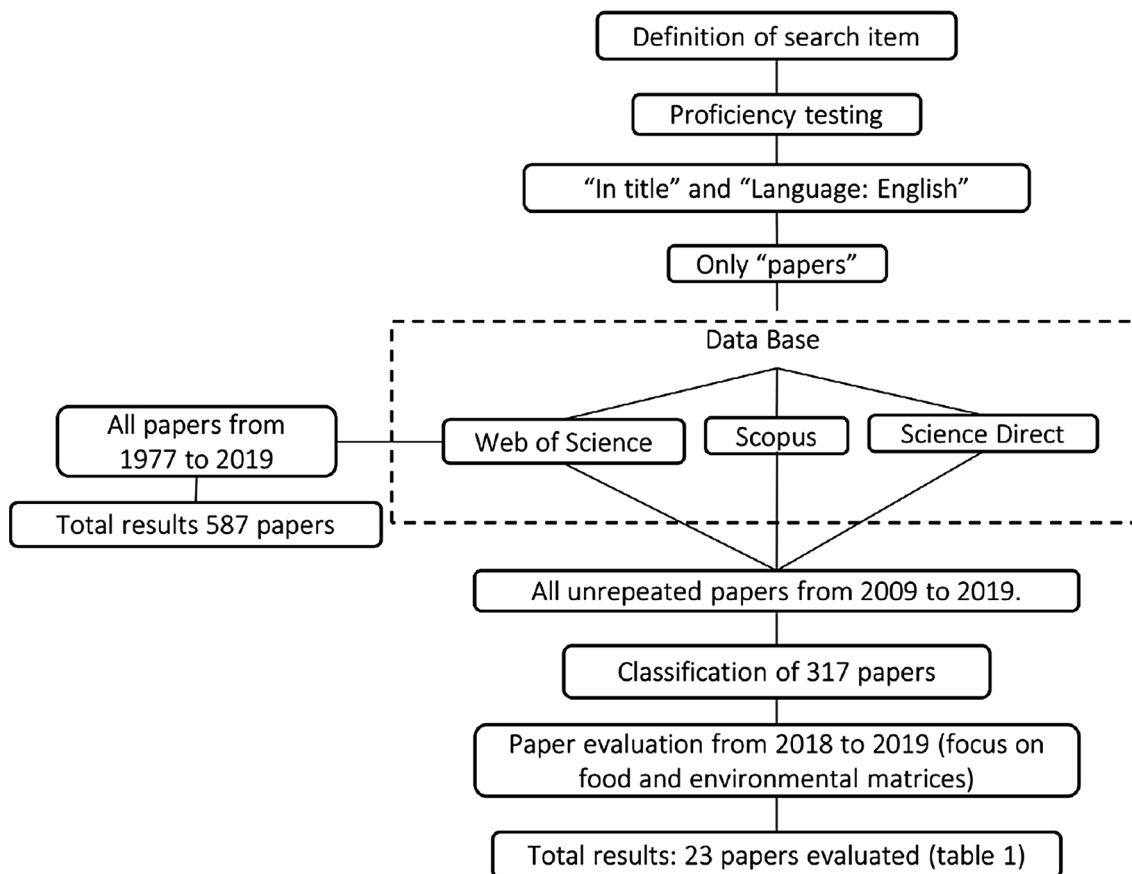 Definition of search item
Proficiency testing
“In title” and “Language: English”
Only “papers”
Data Base
All papers from
1977 to 2019
Web of Science
Scopus
Science Direct
Total results 587 papers
All unrepeated papers from 2009 to 2019.
Classification of 317 papers
Paper evaluation from 2018 to 2019 (focus on
food and environmental matrices)
Total results: 23 papers evaluated (table 1)